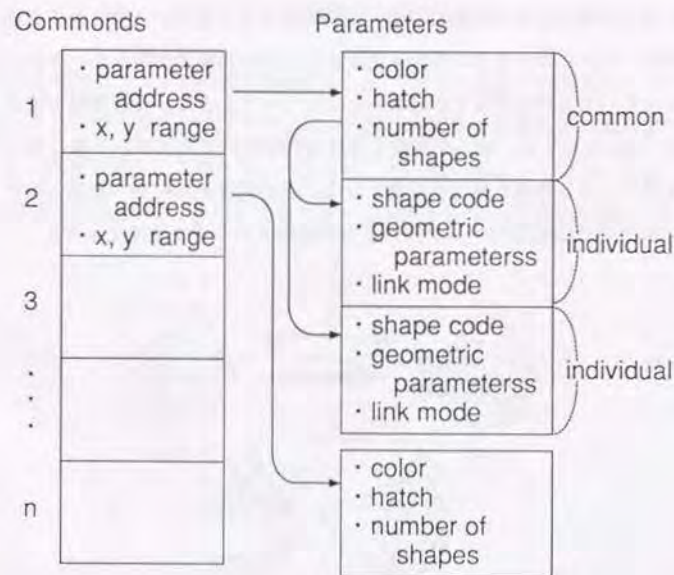 Commonds
Parameters
1
· parameter
address
· x, y range
2
· parameter
address
· x, y range
3
·
·
·
n
· color
· hatch
· number of
shapes
common
· shape code
· geometric
parameterss
· link mode
individual
· shape code
· geometric
parameterss
· link mode
individual
· color
· hatch
· number of
shapes